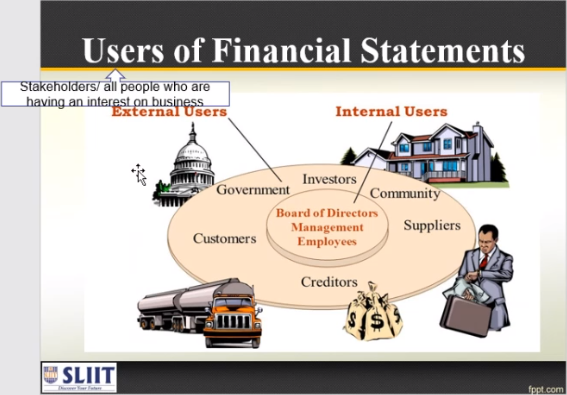 Users of Financial Statements
Stakeholders/ all people who are
having an interest on business
External Users
Internal Users
Investors
Government
Community
Board of Directors
Management
Employees
Customers
Suppliers
Creditors
$ $ $
SLIIT
Discover Your Future
fppt.com